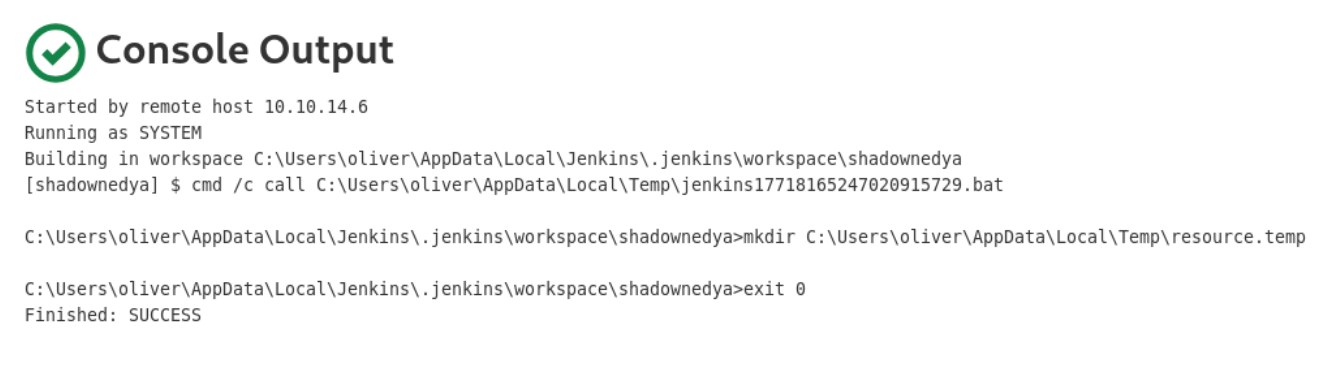 Console Output
Started by remote host 10.10.14.6
Running as SYSTEM
Building in workspace C:\Users\oliver\AppData\Local\Jenkins\.jenkins\workspace\shadownedya
[shadownedya] $ cmd /c call C:\Users\oliver\AppData\Local\Temp\jenkins17718165247020915729.bat
C:\Users\oliver\AppData\Local\Jenkins\.jenkins\workspace\shadownedya>mkdir C:\Users\oliver\AppData\Local\Temp\resource.temp
C:\Users\oliver\AppData\Local\Jenkins\.jenkins\workspace\shadownedya>exit 0
Finished: SUCCESS